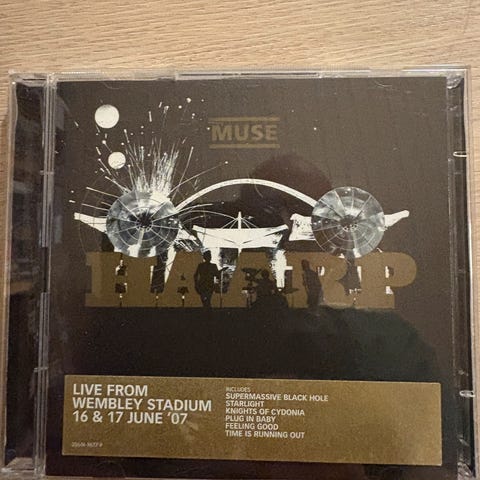 MUSE
HAARP
LIVE FROM
WEMBLEY STADIUM
16 & 17 JUNE '07
INCLUDES
SUPERMASSIVE BLACK HOLE
STARLIGHT
KNIGHTS OF CYDONIA
PLUG IN BABY
FEELING GOOD
TIME IS RUNNING OUT